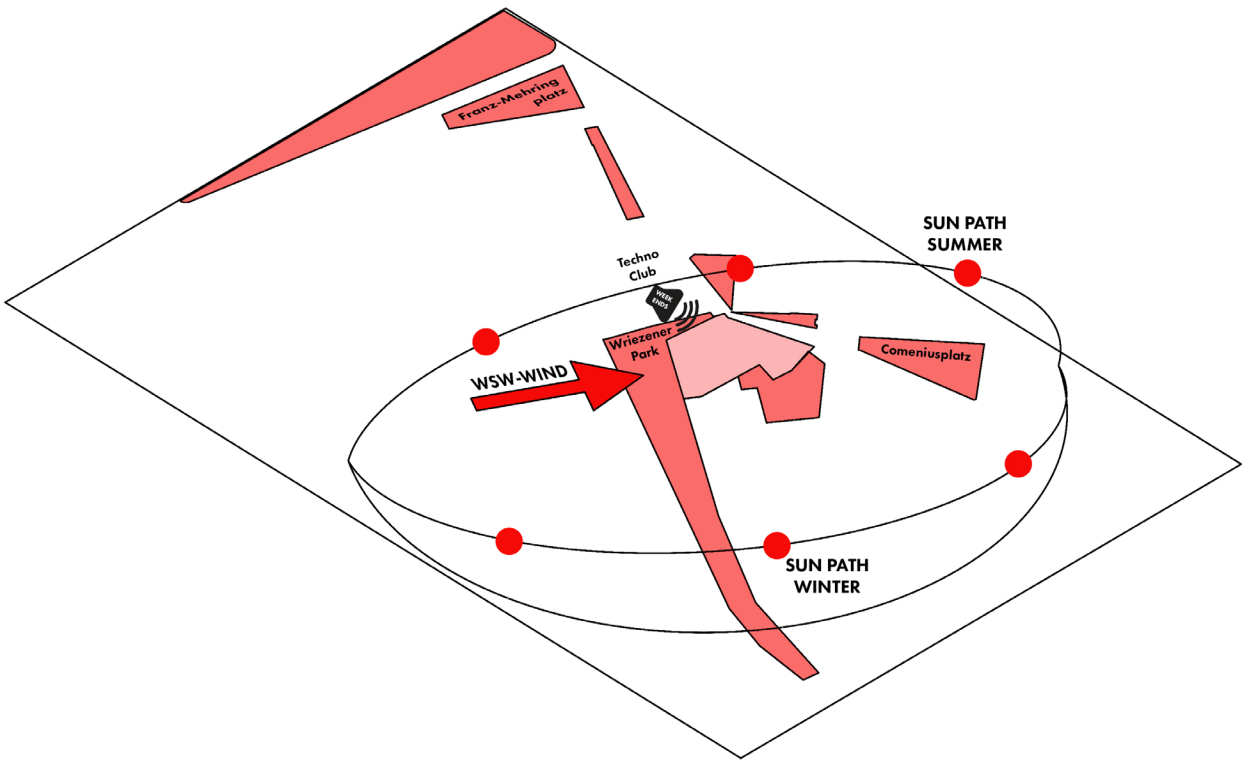 Franz-Mehring
platz
SUN PATH
SUMMER
Techno
Club
WEEK
ENDS
Wriezener
Park
Comeniusplatz
WSW-WIND
SUN PATH
WINTER